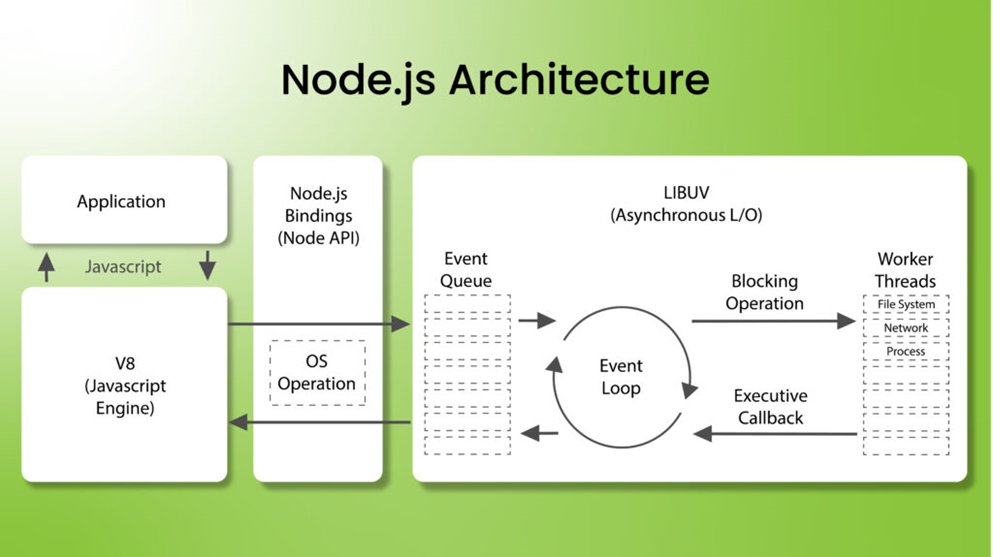 Node.js Architecture
Application
Javascript
V8
(Javascript
Engine)
Node.js
Bindings
(Node API)
OS
Operation
LIBUV
(Asynchronous L/O)
Event
Queue
Event
Loop
Blocking
Operation
Executive
Callback
Worker
Threads
File System
Network
Process